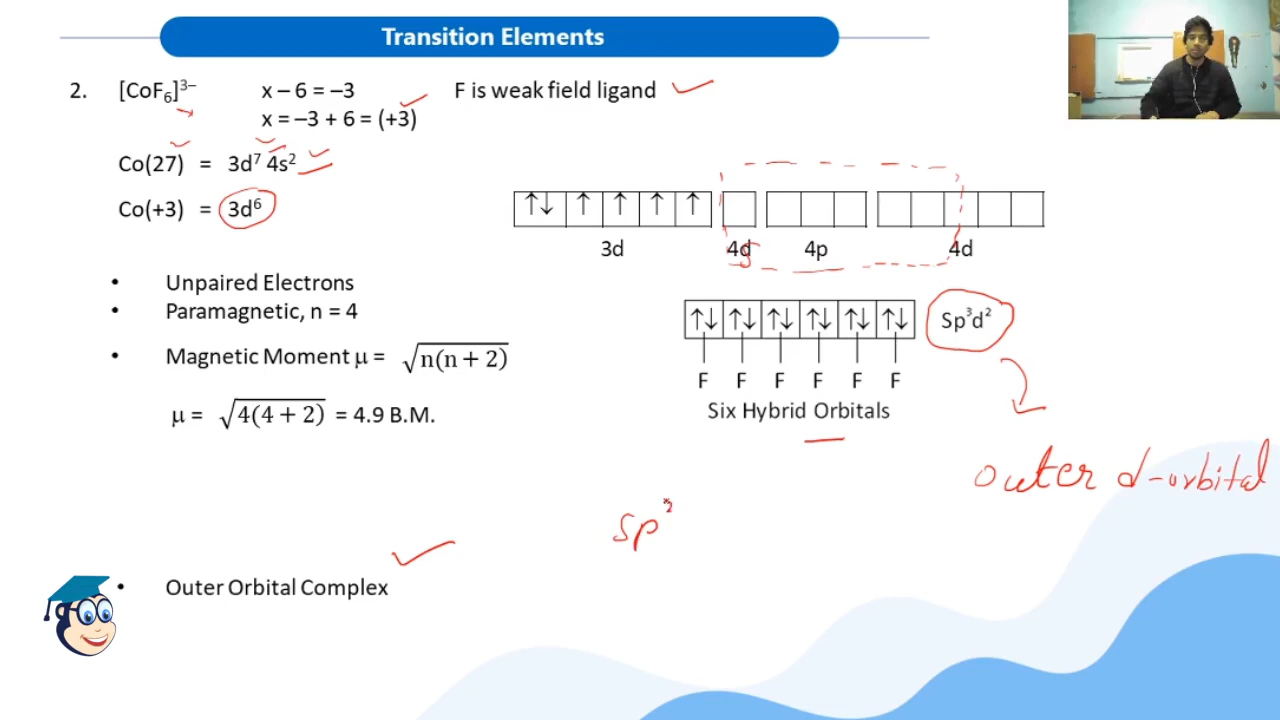 Transition Elements
2. [CoF₆]³⁻ x – 6 = –3 F is weak field ligand
x = –3 + 6 = (+3)
Co(27) = 3d⁷ 4s²
Co(+3) = 3d⁶
↑↓ ↑ ↑ ↑ ↑
3d 4d s 4p 4d
• Unpaired Electrons
• Paramagnetic, n = 4
↑↓ ↑↓ ↑↓ ↑↓ ↑↓ ↑↓ Sp³d²
• Magnetic Moment μ = √n(n + 2)
F F F F F F
μ = √4(4 + 2) = 4.9 B.M.
Six Hybrid Orbitals
outer d-orbital
sp²
• Outer Orbital Complex